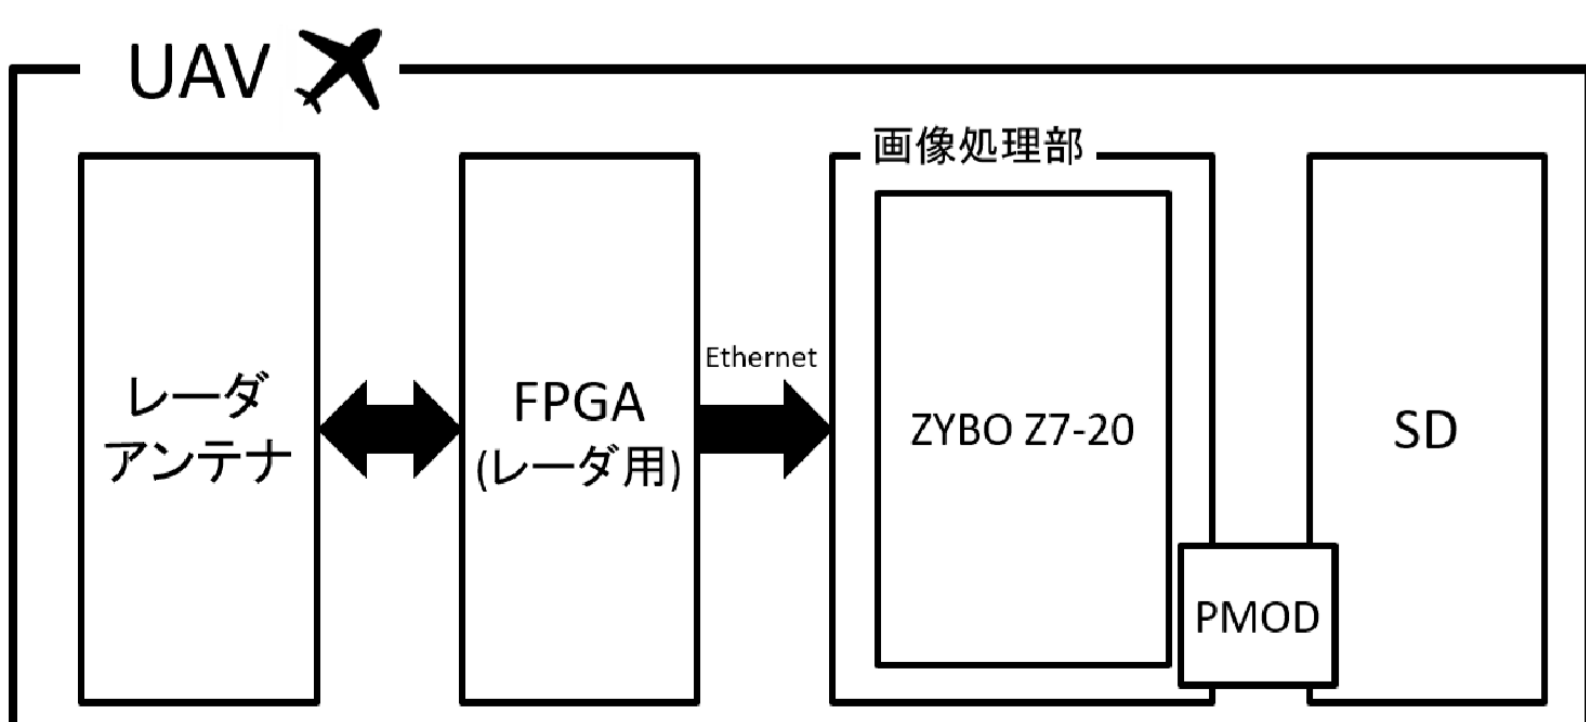 UAV
画像処理部
レーダ
アンテナ
FPGA
(レーダ用)
Ethernet
ZYBO Z7-20
SD
PMOD